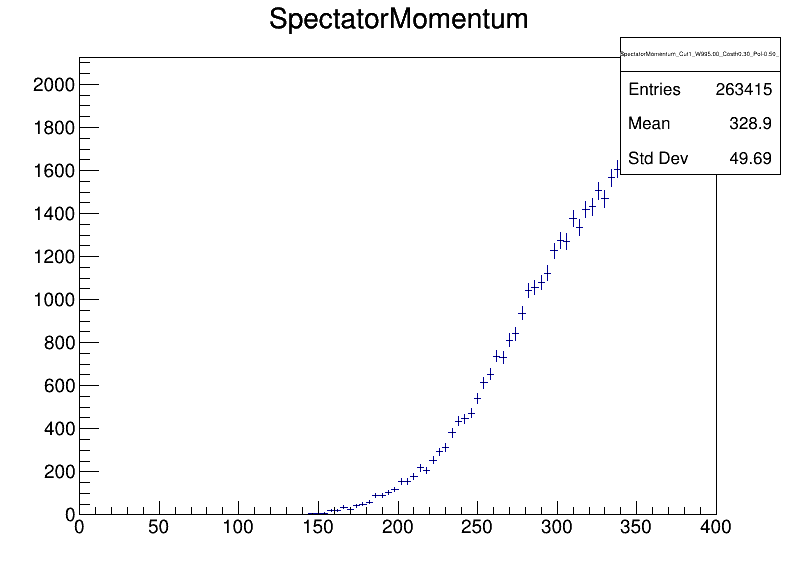 SpectatorMomentum
SpectatorMomentum_Cut1_W995.00_Costh0.30_Pol-0.50_
Entries 263415
Mean 328.9
Std Dev 49.69
2000
1800
1600
1400
1200
1000
800
600
400
200
0
0 50 100 150 200 250 300 350 400